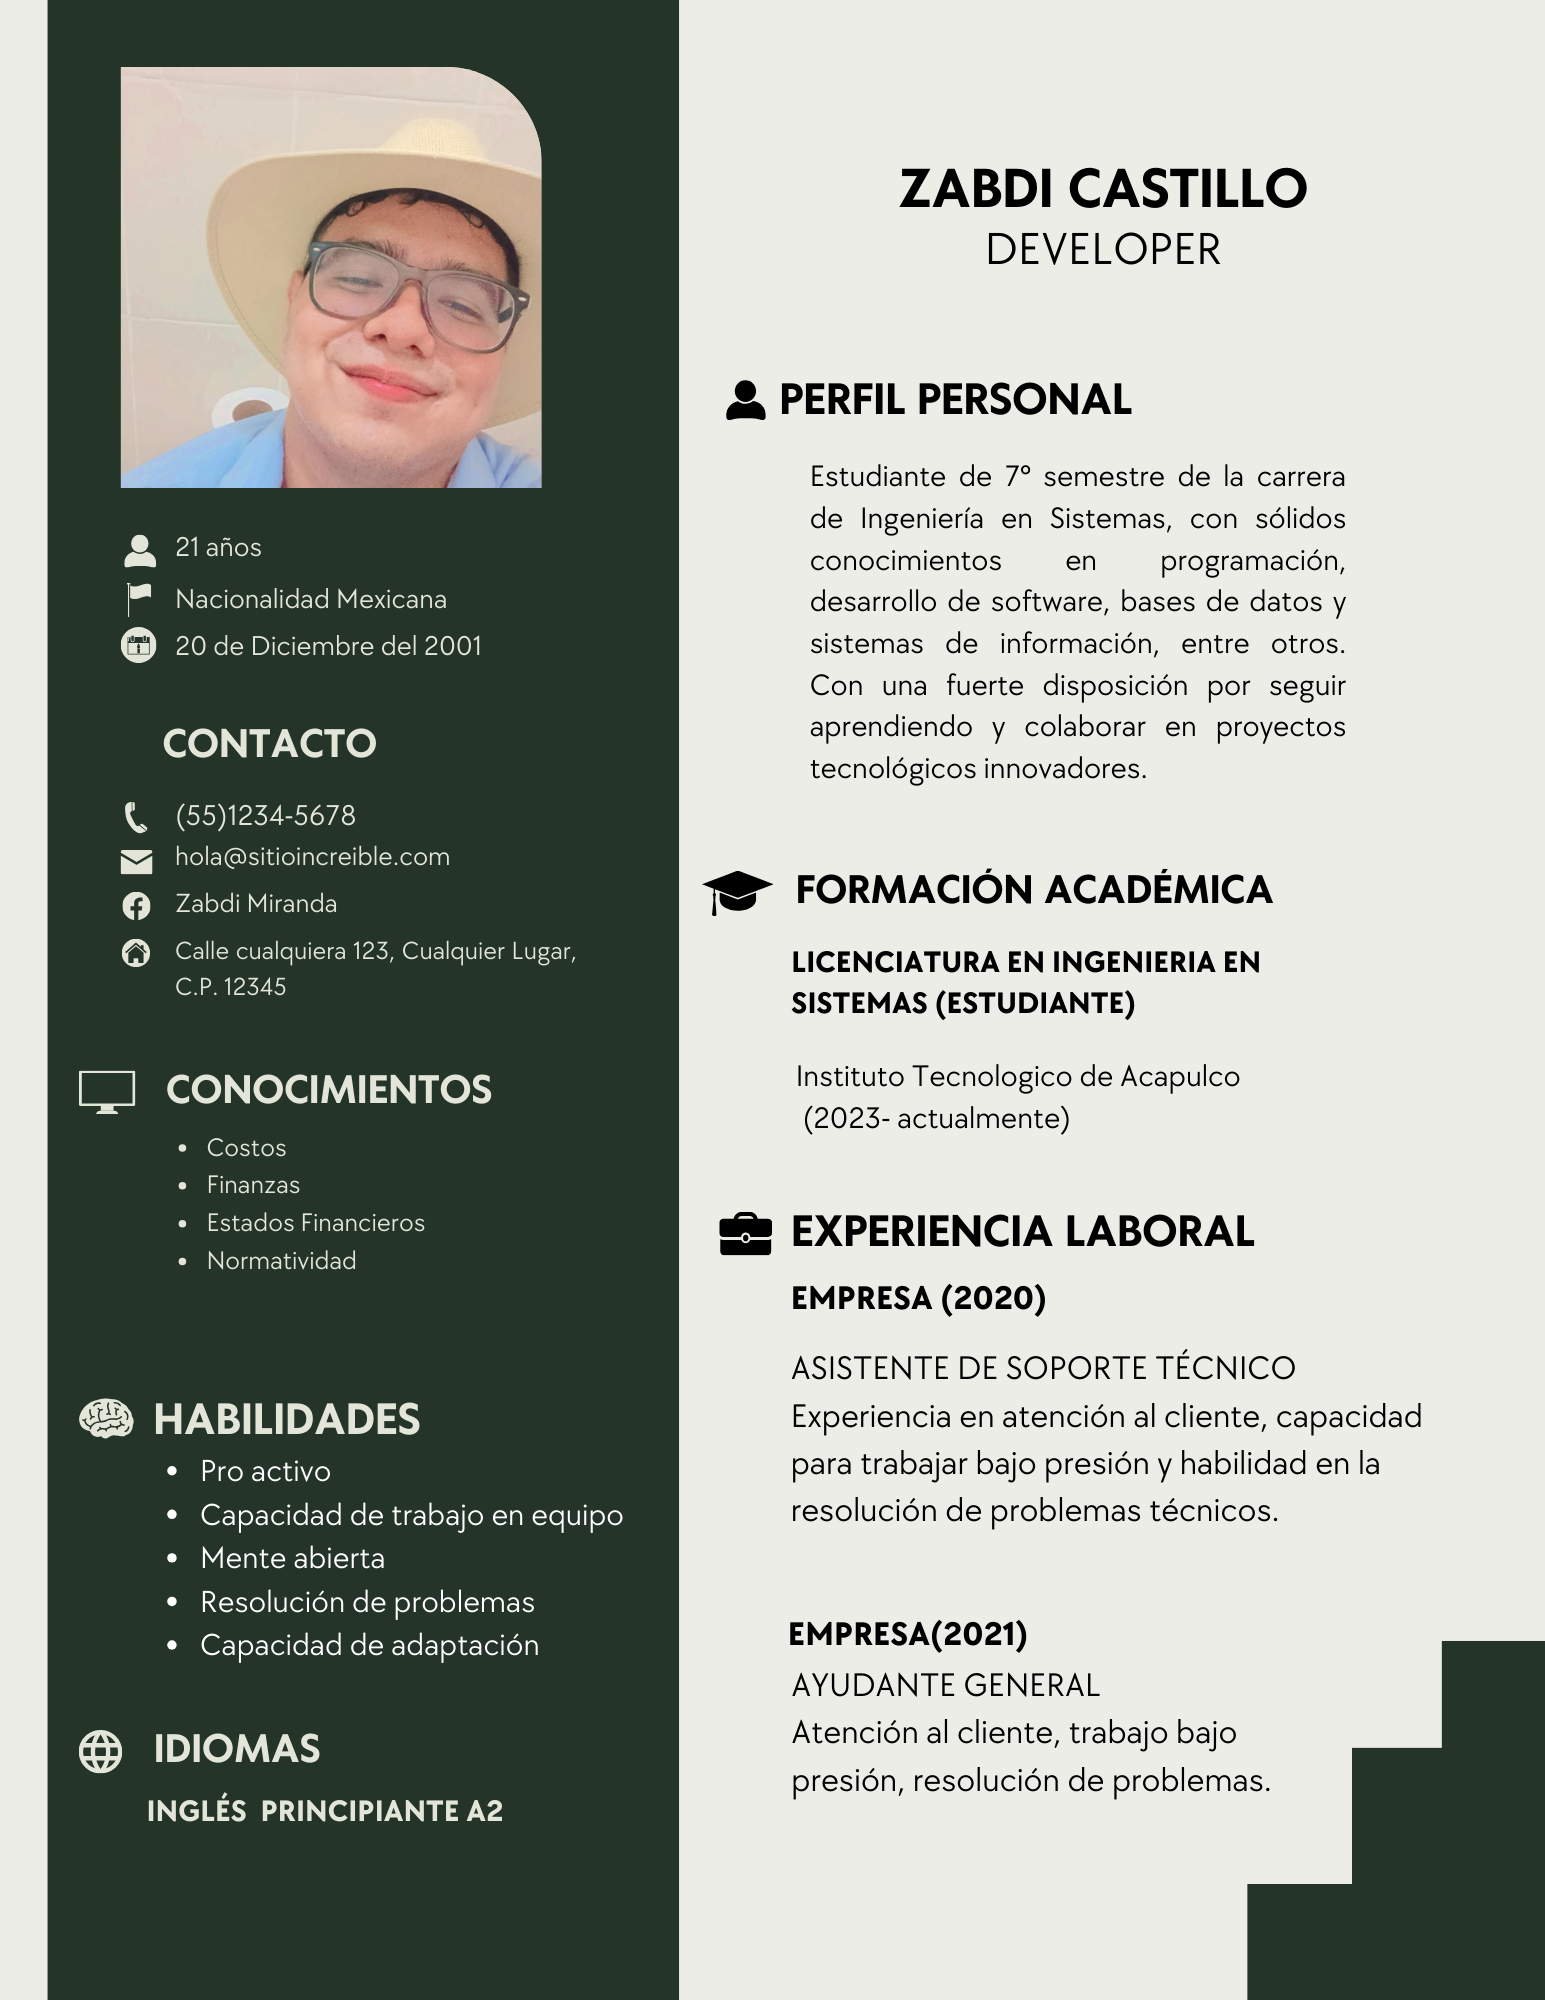 21 años
Nacionalidad Mexicana
20 de Diciembre del 2001
CONTACTO
(55)1234-5678
hola@sitioincreible.com
Zabdi Miranda
Calle cualquiera 123, Cualquier Lugar,
C.P. 12345
CONOCIMIENTOS
• Costos
• Finanzas
• Estados Financieros
• Normatividad
HABILIDADES
• Pro activo
• Capacidad de trabajo en equipo
• Mente abierta
• Resolución de problemas
• Capacidad de adaptación
IDIOMAS
INGLÉS PRINCIPIANTE A2
ZABDI CASTILLO
DEVELOPER
PERFIL PERSONAL
Estudiante de 7° semestre de la carrera
de Ingeniería en Sistemas, con sólidos
conocimientos en programación,
desarrollo de software, bases de datos y
sistemas de información, entre otros.
Con una fuerte disposición por seguir
aprendiendo y colaborar en proyectos
tecnológicos innovadores.
FORMACIÓN ACADÉMICA
LICENCIATURA EN INGENIERIA EN
SISTEMAS (ESTUDIANTE)
Instituto Tecnologico de Acapulco
(2023- actualmente)
EXPERIENCIA LABORAL
EMPRESA (2020)
ASISTENTE DE SOPORTE TÉCNICO
Experiencia en atención al cliente, capacidad
para trabajar bajo presión y habilidad en la
resolución de problemas técnicos.
EMPRESA(2021)
AYUDANTE GENERAL
Atención al cliente, trabajo bajo
presión, resolución de problemas.